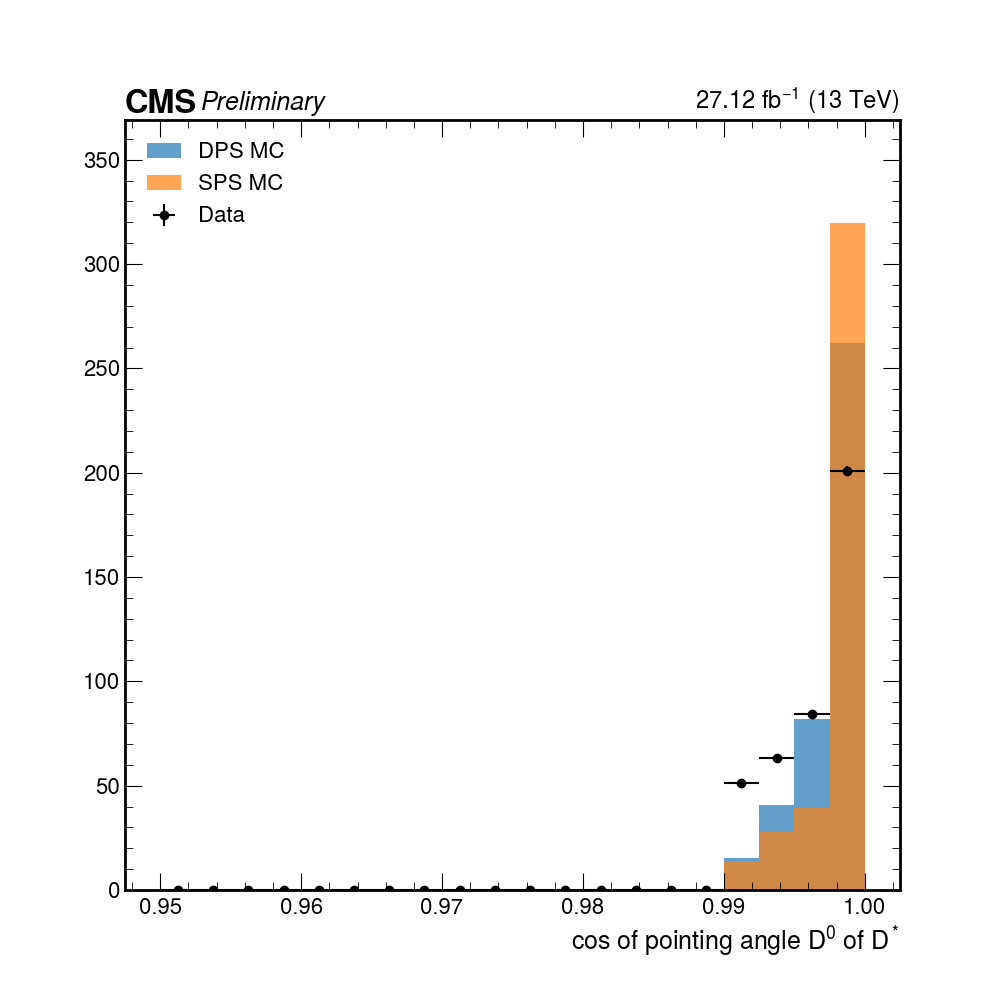 CMS Preliminary 27.12 fb⁻¹ (13 TeV)
DPS MC
SPS MC
Data
350
300
250
200
150
100
50
0
0.95 0.96 0.97 0.98 0.99 1.00
cos of pointing angle D⁰ of D*